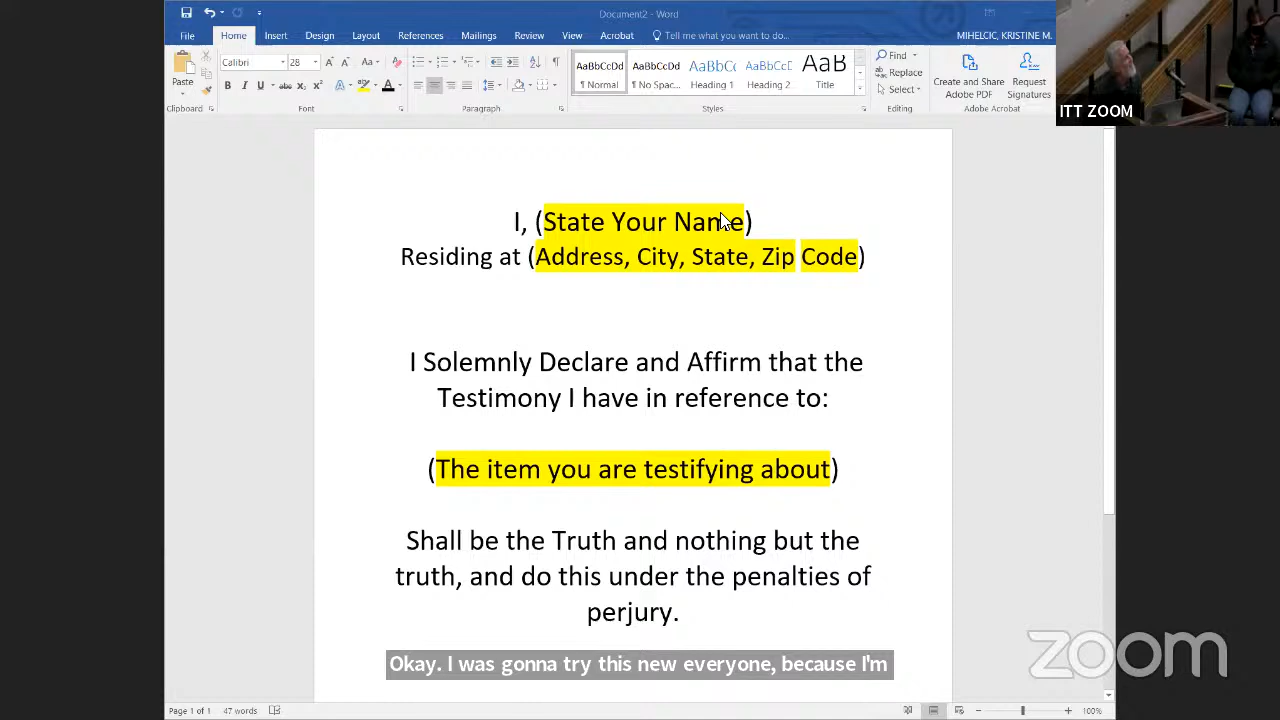 Document2 - Word
File Home Insert Design Layout References Mailings Review View Acrobat Tell me what you want to do... MIHELCIC, KRISTINE M.
Paste
Calibri 28
B I U abc X₂ X²
AaBbCcDd AaBbCcDd AaBbCc AaBbCcC AaB
¶ Normal ¶ No Spac... Heading 1 Heading 2 Title
Find
Replace
Select
Create and Share Adobe PDF
Request Signatures
Clipboard Font Paragraph Styles Editing Adobe Acrobat
ITT ZOOM
I, (State Your Name)
Residing at (Address, City, State, Zip Code)
I Solemnly Declare and Affirm that the
Testimony I have in reference to:
(The item you are testifying about)
Shall be the Truth and nothing but the
truth, and do this under the penalties of
perjury.
Okay. I was gonna try this new everyone, because I'm
zoom
Page 1 of 1 47 words 100%